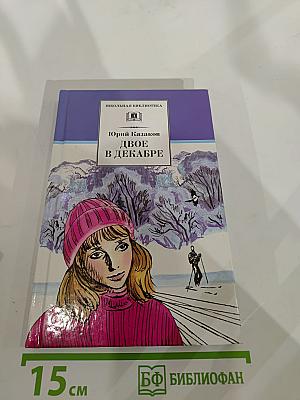 ШКОЛЬНАЯ БИБЛИОТЕКА
Юрий Казаков
ДВОЕ
В ДЕКАБРЕ
15 см
БФ БИБЛИОФАН